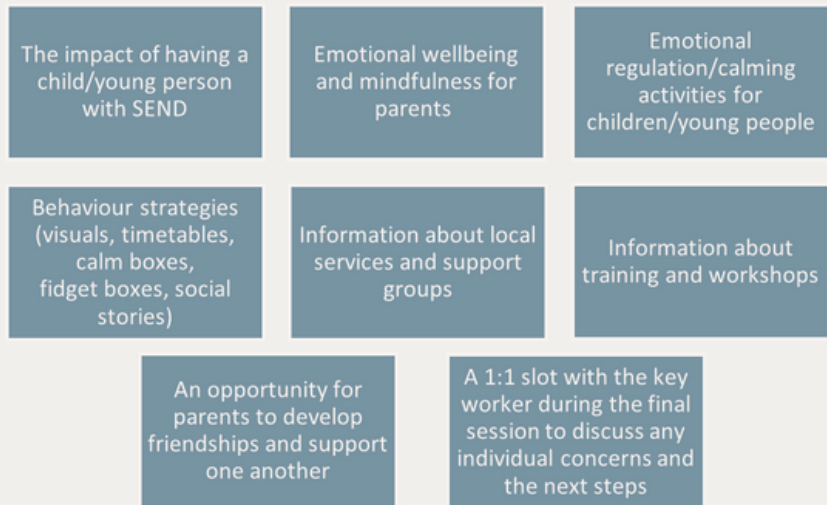 The impact of having a
child/young person
with SEND
Emotional wellbeing
and mindfulness for
parents
Emotional
regulation/calming
activities for
children/young people
Behaviour strategies
(visuals, timetables,
calm boxes,
fidget boxes, social
stories)
Information about local
services and support
groups
Information about
training and workshops
An opportunity for
parents to develop
friendships and support
one another
A 1:1 slot with the key
worker during the final
session to discuss any
individual concerns and
the next steps